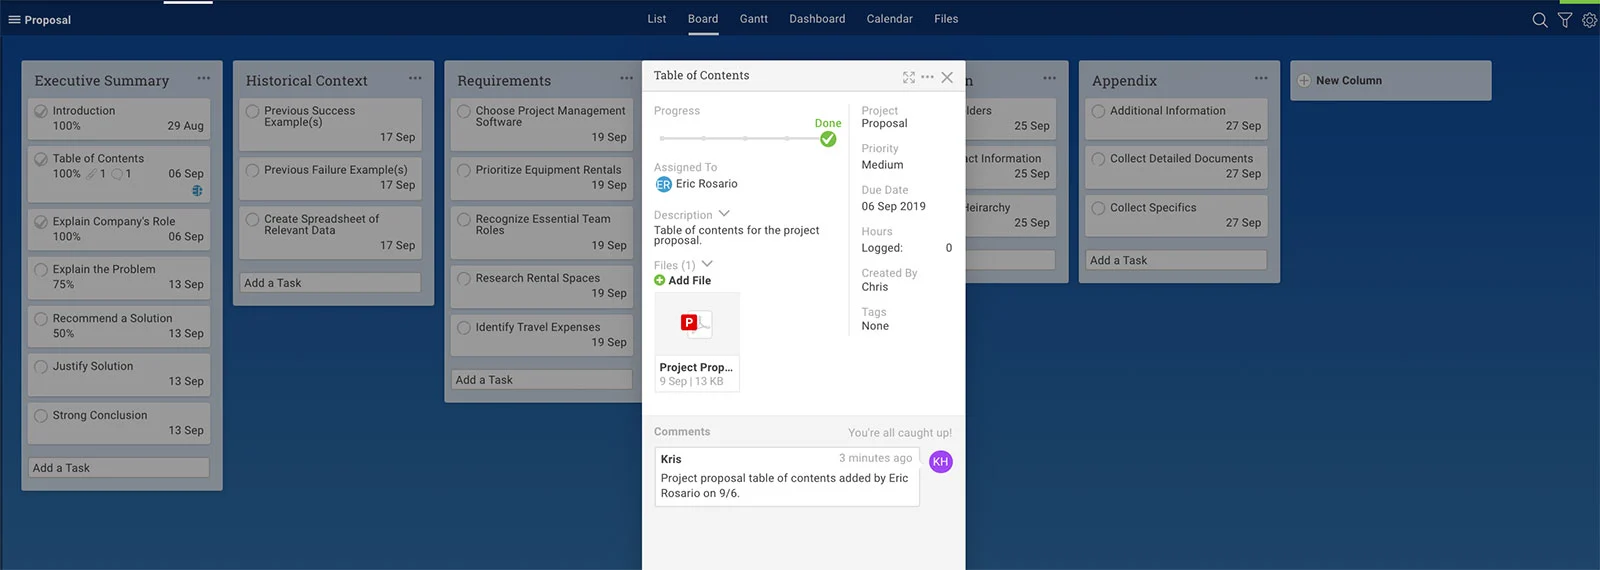 Proposal
List Board Gantt Dashboard Calendar Files
Executive Summary
Introduction
100% 29 Aug
Table of Contents
100% 1 1 06 Sep
Explain Company's Role
100% 06 Sep
Explain the Problem
75% 13 Sep
Recommend a Solution
50% 13 Sep
Justify Solution
13 Sep
Strong Conclusion
13 Sep
Add a Task
Historical Context
Previous Success
Example(s)
17 Sep
Previous Failure Example(s)
17 Sep
Create Spreadsheet of
Relevant Data
17 Sep
Add a Task
Requirements
Choose Project Management
Software
19 Sep
Prioritize Equipment Rentals
19 Sep
Recognize Essential Team
Roles
19 Sep
Research Rental Spaces
19 Sep
Identify Travel Expenses
19 Sep
Add a Task
Table of Contents
Progress
Done
Assigned To
ER Eric Rosario
Description
Table of contents for the project
proposal.
Files (1)
Add File
P
Project Prop...
9 Sep | 13 KB
Project
Proposal
Priority
Medium
Due Date
06 Sep 2019
Hours
Logged: 0
Created By
Chris
Tags
None
Comments You're all caught up!
Kris 3 minutes ago
KH
Project proposal table of contents added by Eric
Rosario on 9/6.
25 Sep
Information
25 Sep
Heirarchy
25 Sep
Appendix
Additional Information
27 Sep
Collect Detailed Documents
27 Sep
Collect Specifics
27 Sep
Add a Task
New Column